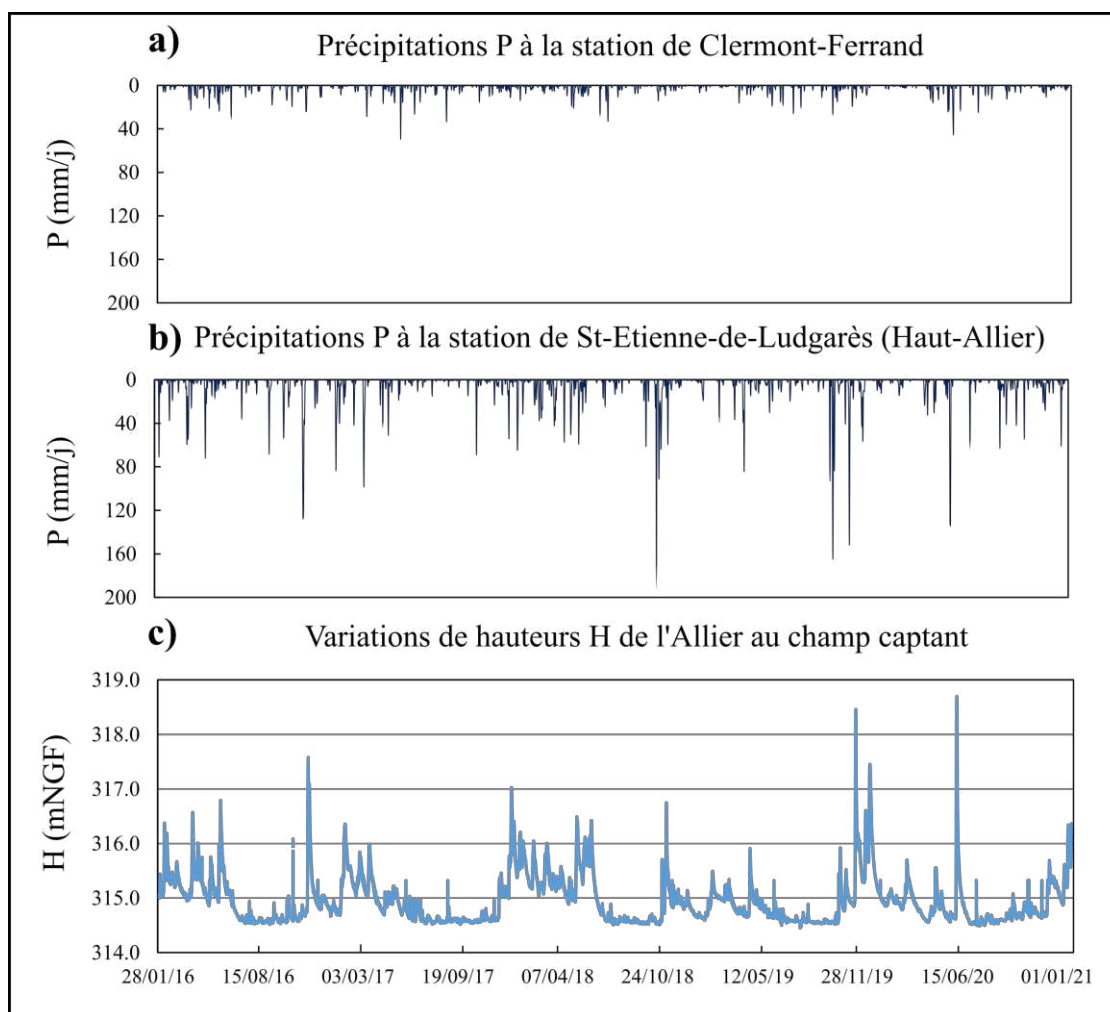 a) Précipitations P à la station de Clermont-Ferrand
0
40
80
120
160
200
P (mm/j)
b) Précipitations P à la station de St-Etienne-de-Ludgarès (Haut-Allier)
0
40
80
120
160
200
P (mm/j)
c) Variations de hauteurs H de l'Allier au champ captant
319.0
318.0
317.0
316.0
315.0
314.0
H (mNGF)
28/01/16 15/08/16 03/03/17 19/09/17 07/04/18 24/10/18 12/05/19 28/11/19 15/06/20 01/01/21